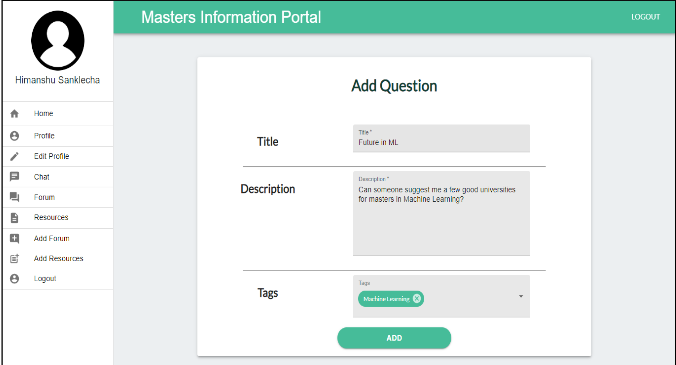 Masters Information Portal
LOGOUT
Himanshu Sanklecha
Home
Profile
Edit Profile
Chat
Forum
Resources
Add Forum
Add Resources
Logout
Add Question
Title
Title *
Future in ML
Description
Description *
Can someone suggest me a few good universities
for masters in Machine Learning?
Tags
Tags
Machine Learning
ADD